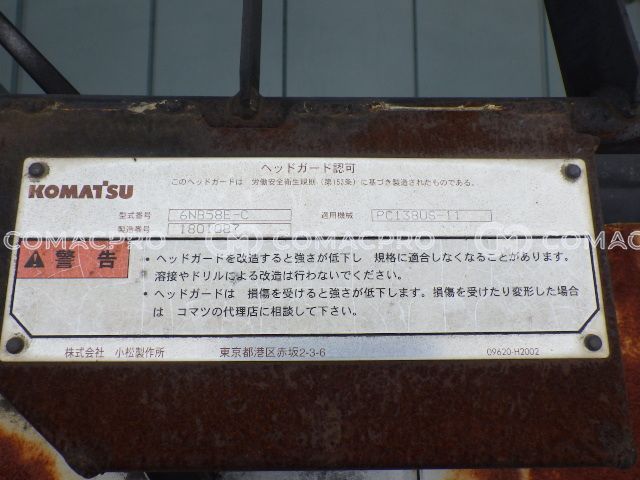 ヘッドガード認可
KOMATSU
このヘッドガードは 労働安全衛生規則(第153条)に基づき製造されたものである。
型式番号 6NB58E-C 適用機械 PC138US-11
製造番号
COMACPRO COMACPRO COMACPRO
警告
・ヘッドガードを改造すると強さが低下し 規格に適合しなくなることがあります。
溶接やドリルによる改造は行わないでください。
・ヘッドガードは 損傷を受けると強さが低下します。損傷を受けたり変形した場合
は コマツの代理店に相談して下さい。
株式会社 小松製作所 東京都港区赤坂2-3-6 09620-H2002